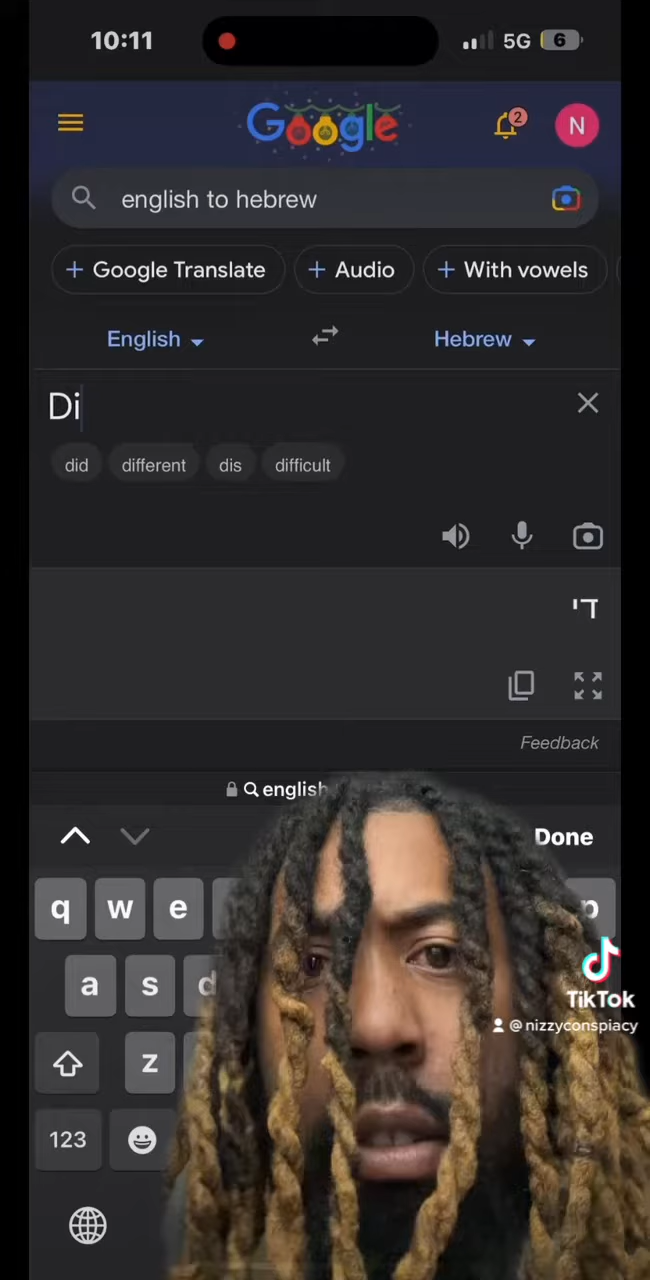 10:11
5G 6
Google 2 N
english to hebrew
+ Google Translate + Audio + With vowels
English Hebrew
Di
did different dis difficult
די
Feedback
english
Done
q w e p
a s d
z
123
TikTok
@nizzyconspiacy